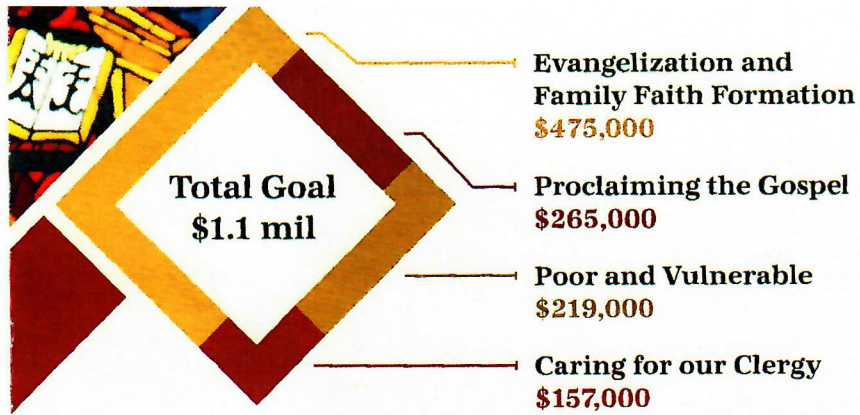 Total Goal
$1.1 mil
Evangelization and
Family Faith Formation
$475,000
Proclaiming the Gospel
$265,000
Poor and Vulnerable
$219,000
Caring for our Clergy
$157,000